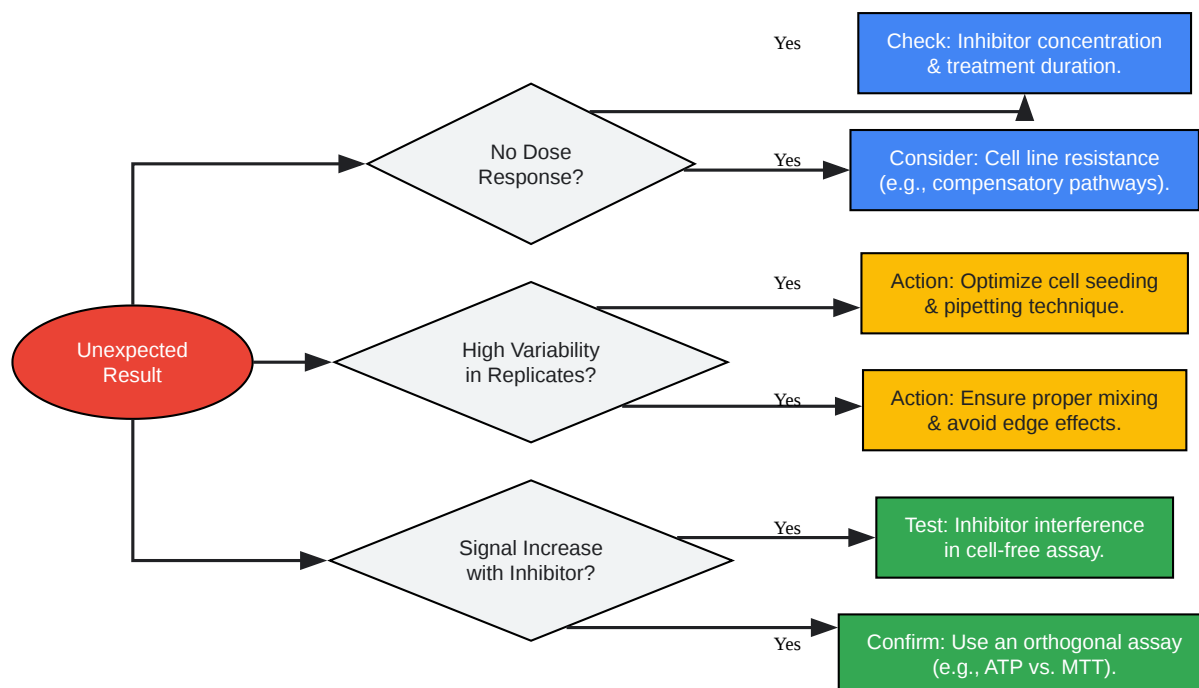 Yes
Check: Inhibitor concentration
& treatment duration.
No Dose
Response?
Yes
Consider: Cell line resistance
(e.g., compensatory pathways).
Yes
Action: Optimize cell seeding
& pipetting technique.
Unexpected
Result
High Variability
in Replicates?
Yes
Action: Ensure proper mixing
& avoid edge effects.
Signal Increase
with Inhibitor?
Yes
Test: Inhibitor interference
in cell-free assay.
Yes
Confirm: Use an orthogonal assay
(e.g., ATP vs. MTT).